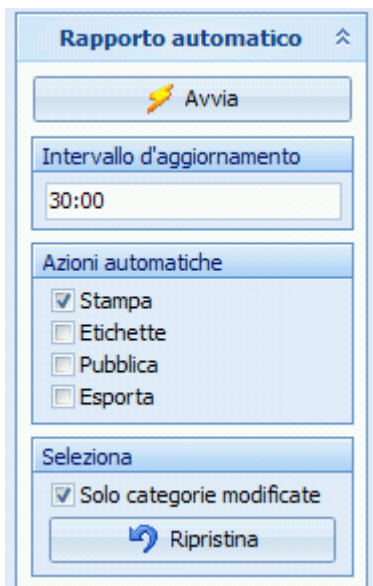 Rapporto automatico
Avvia
Intervallo d'aggiornamento
30:00
Azioni automatiche
Stampa
Etichette
Pubblica
Esporta
Seleziona
Solo categorie modificate
Ripristina